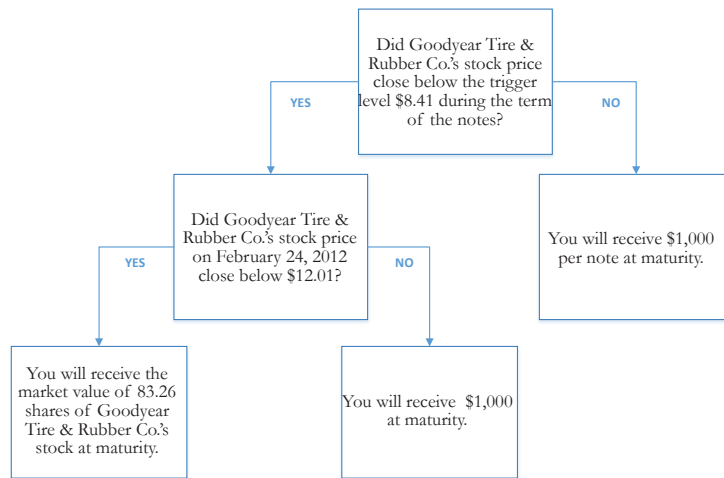 Did Goodyear Tire &
Rubber Co.'s stock price
close below the trigger
level $8.41 during the term
of the notes?
YES
NO
Did Goodyear Tire &
Rubber Co.'s stock price
on February 24, 2012
close below $12.01?
You will receive $1,000
per note at maturity.
YES
NO
You will receive the
market value of 83.26
shares of Goodyear
Tire & Rubber Co.'s
stock at maturity.
You will receive $1,000
at maturity.